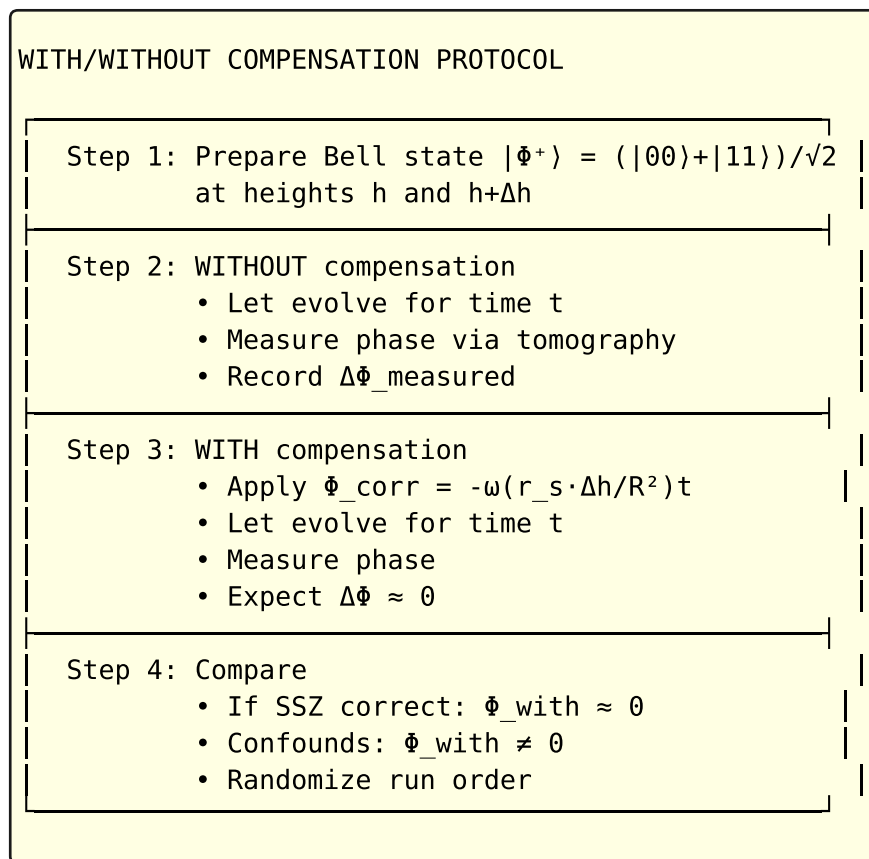 WITH/WITHOUT COMPENSATION PROTOCOL
Step 1: Prepare Bell state |Φ⁺⟩ = (|00⟩+|11⟩)/√2
at heights h and h+Δh
Step 2: WITHOUT compensation
• Let evolve for time t
• Measure phase via tomography
• Record ΔΦ_measured
Step 3: WITH compensation
• Apply Φ_corr = -ω(r_s·Δh/R²)t
• Let evolve for time t
• Measure phase
• Expect ΔΦ ≈ 0
Step 4: Compare
• If SSZ correct: Φ_with ≈ 0
• Confounds: Φ_with ≠ 0
• Randomize run order